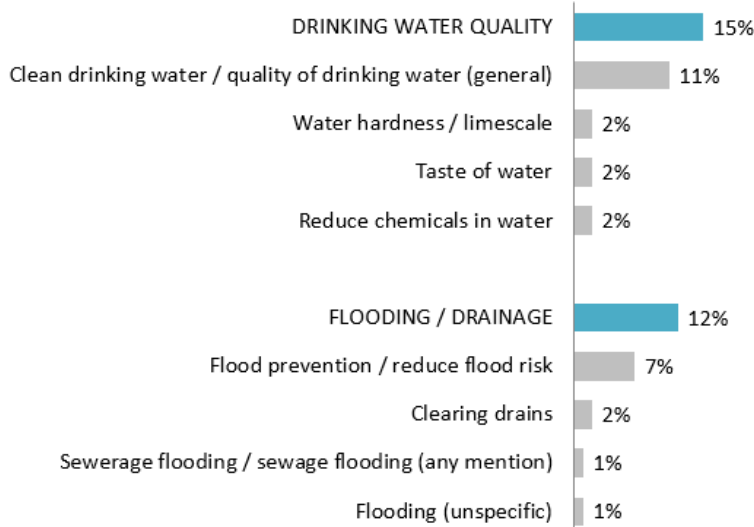 DRINKING WATER QUALITY 15%
Clean drinking water / quality of drinking water (general) 11%
Water hardness / limescale 2%
Taste of water 2%
Reduce chemicals in water 2%
FLOODING / DRAINAGE 12%
Flood prevention / reduce flood risk 7%
Clearing drains 2%
Sewerage flooding / sewage flooding (any mention) 1%
Flooding (unspecific) 1%